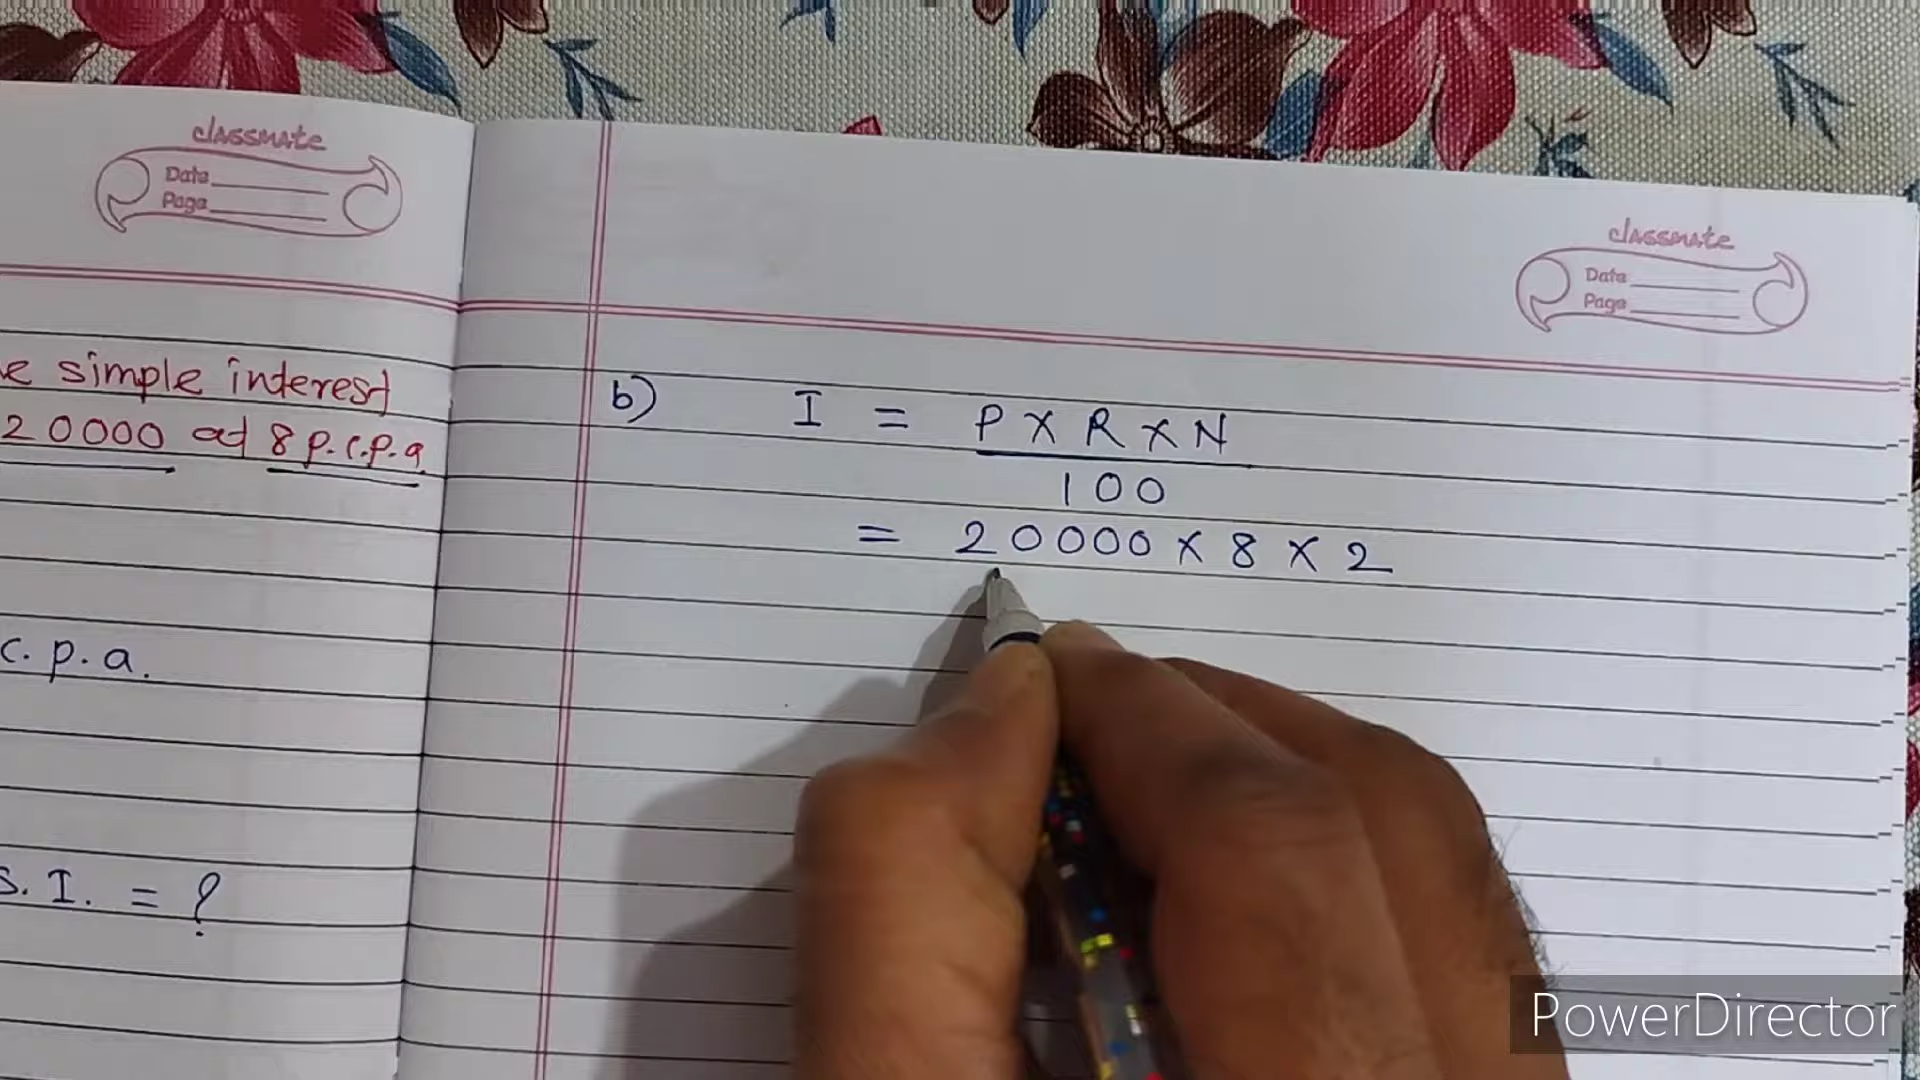 classmate
Date
Page
e simple interest
20000 at 8 p.c.p.a
c. p. a.
S. I. = ?
classmate
Date
Page
b) I = P X R X N
100
= 20000 X 8 X 2
PowerDirector